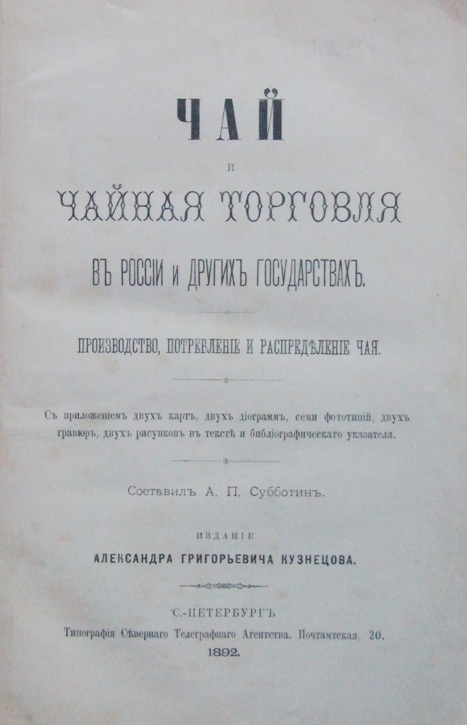 ЧАЙ
и
ЧАЙНАЯ ТОРГОВЛЯ
ВЪ РОССІИ и ДРУГИХЪ ГОСУДАРСТВАХЪ.
ПРОИЗВОДСТВО, ПОТРЕБЛЕНІЕ И РАСПРЕДѢЛЕНІЕ ЧАЯ.
Съ приложеніемъ двухъ картъ, двухъ діограммъ, семи фототипій, двухъ
гравюръ, двухъ рисунковъ въ текстѣ и библіографическаго указателя.
Составилъ А. П. Субботинъ.
ИЗДАНІЕ
АЛЕКСАНДРА ГРИГОРЬЕВИЧА КУЗНЕЦОВА.
С.-ПЕТЕРБУРГЪ
Типографія Сѣвернаго Телеграфнаго Агентства. Почтамтская, 20.
1892.